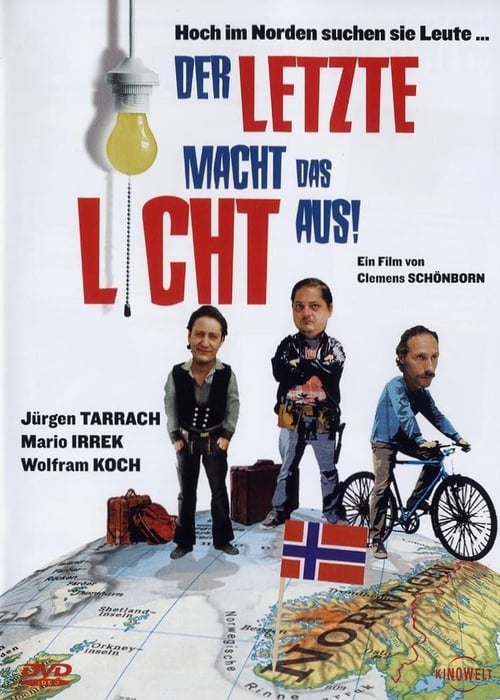 Hoch im Norden suchen sie Leute ...
DER LETZTE
MACHT DAS
LICHT AUS!
Ein Film von
Clemens SCHÖNBORN
Jürgen TARRACH
Mario IRREK
Wolfram KOCH
Shetland-
Inseln
Orkney-
Inseln
Norwegische
NORWEGEN
DVD
KINOWELT